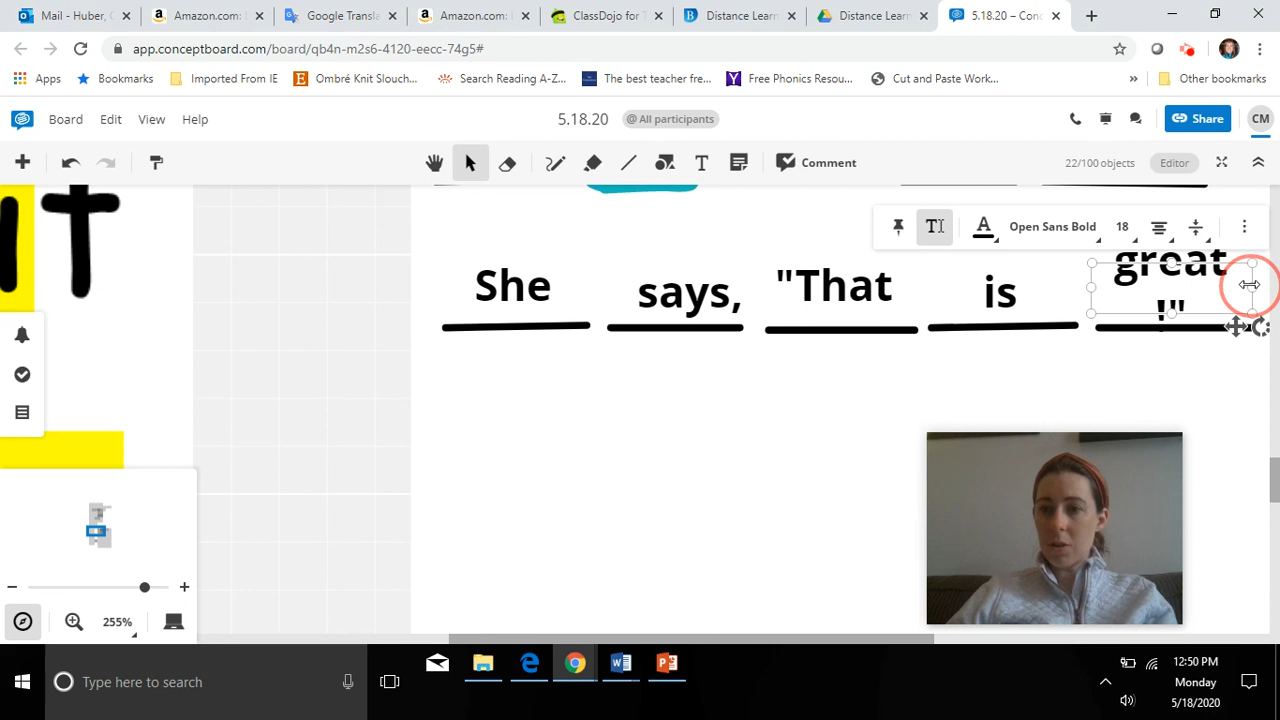 Mail - Huber, C
Amazon.com: L
Google Transla
Amazon.com: E
ClassDojo for T
Distance Learn
Distance Learn
5.18.20 – Conc
app.conceptboard.com/board/qb4n-m2s6-4120-eecc-74g5#
Apps
Bookmarks
Imported From IE
Ombré Knit Slouch...
Search Reading A-Z...
The best teacher fre...
Free Phonics Resou...
Cut and Paste Work...
»
Other bookmarks
Board
Edit
View
Help
5.18.20
@ All participants
Share
CM
Comment
22/100 objects
Editor
Open Sans Bold
18
She says, "That is great
!"
255%
Type here to search
12:50 PM
Monday
5/18/2020